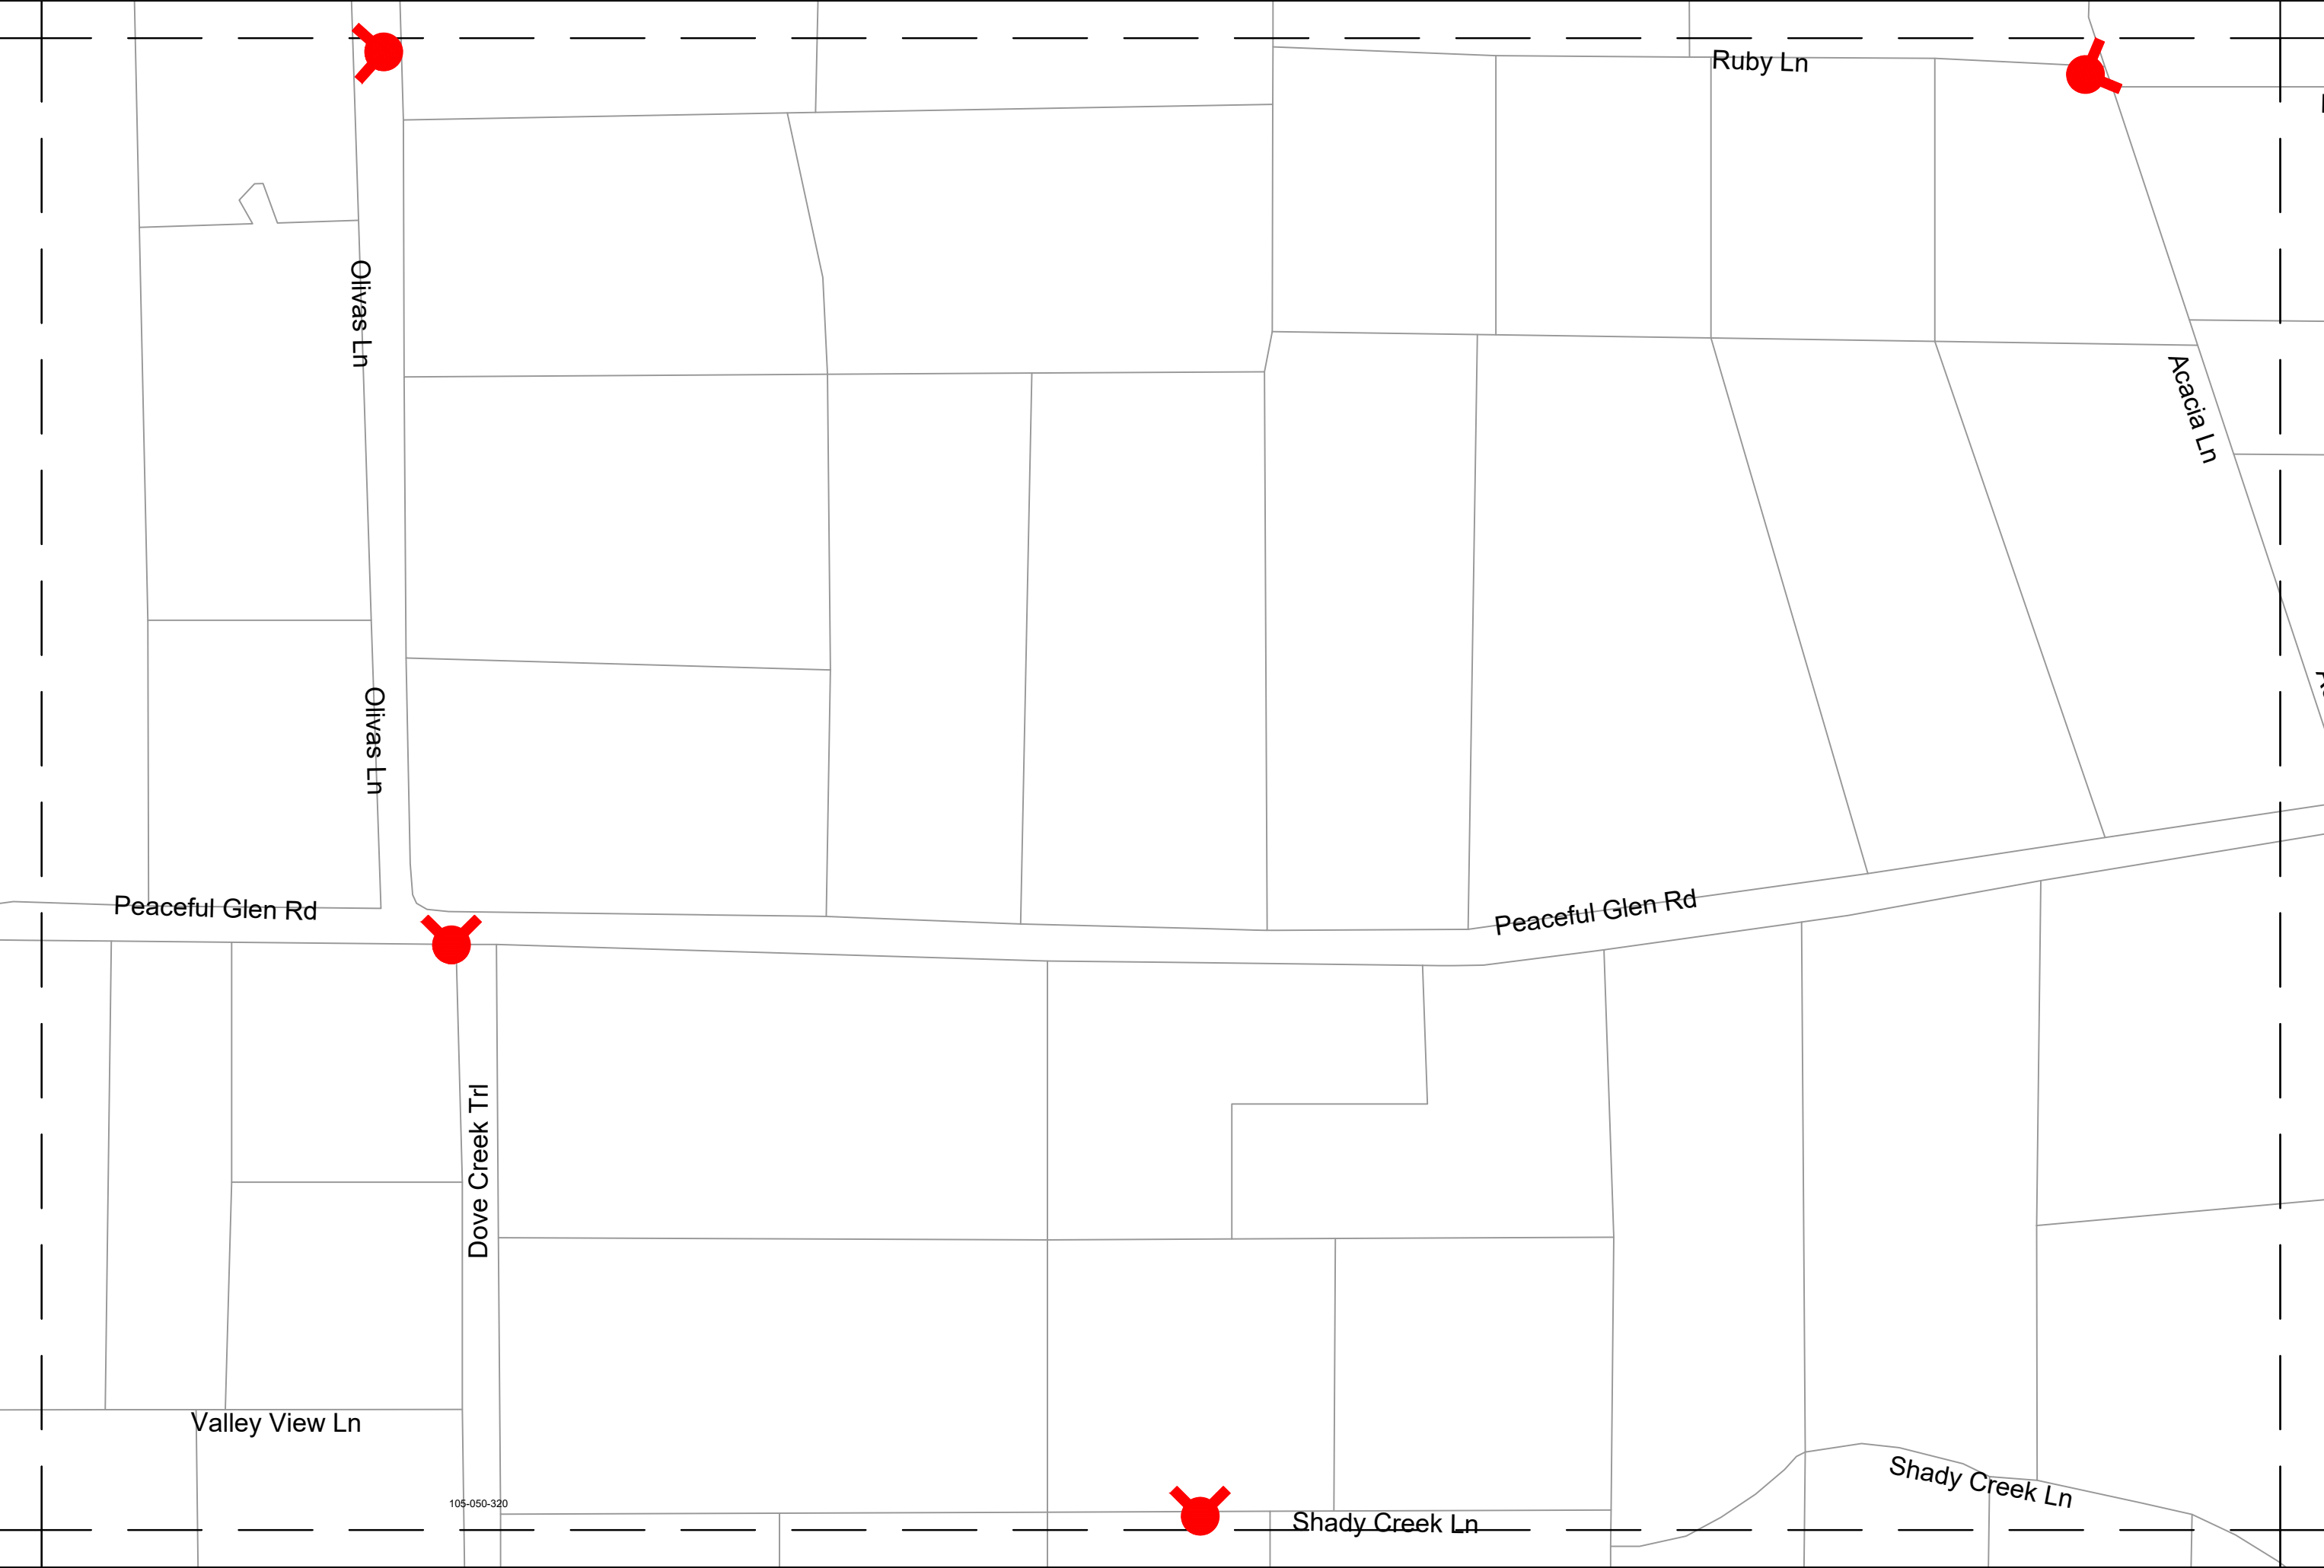 Ruby Ln
Olivas Ln
Acacia Ln
Olivas Ln
Peaceful Glen Rd
Peaceful Glen Rd
Dove Creek Trl
Valley View Ln
Shady Creek Ln
105-050-320
Shady Creek Ln